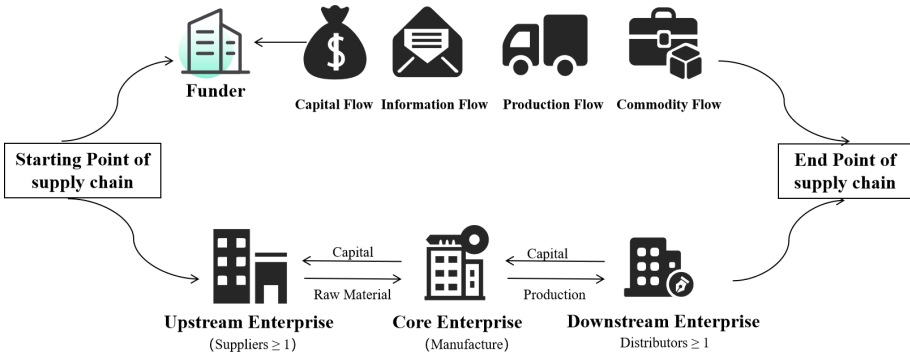 $
Funder
Capital Flow
Information Flow
Production Flow
Commodity Flow
Starting Point of
supply chain
End Point of
supply chain
Capital
Raw Material
Capital
Production
Upstream Enterprise
(Suppliers ≥ 1)
Core Enterprise
(Manufacture)
Downstream Enterprise
Distributors ≥ 1